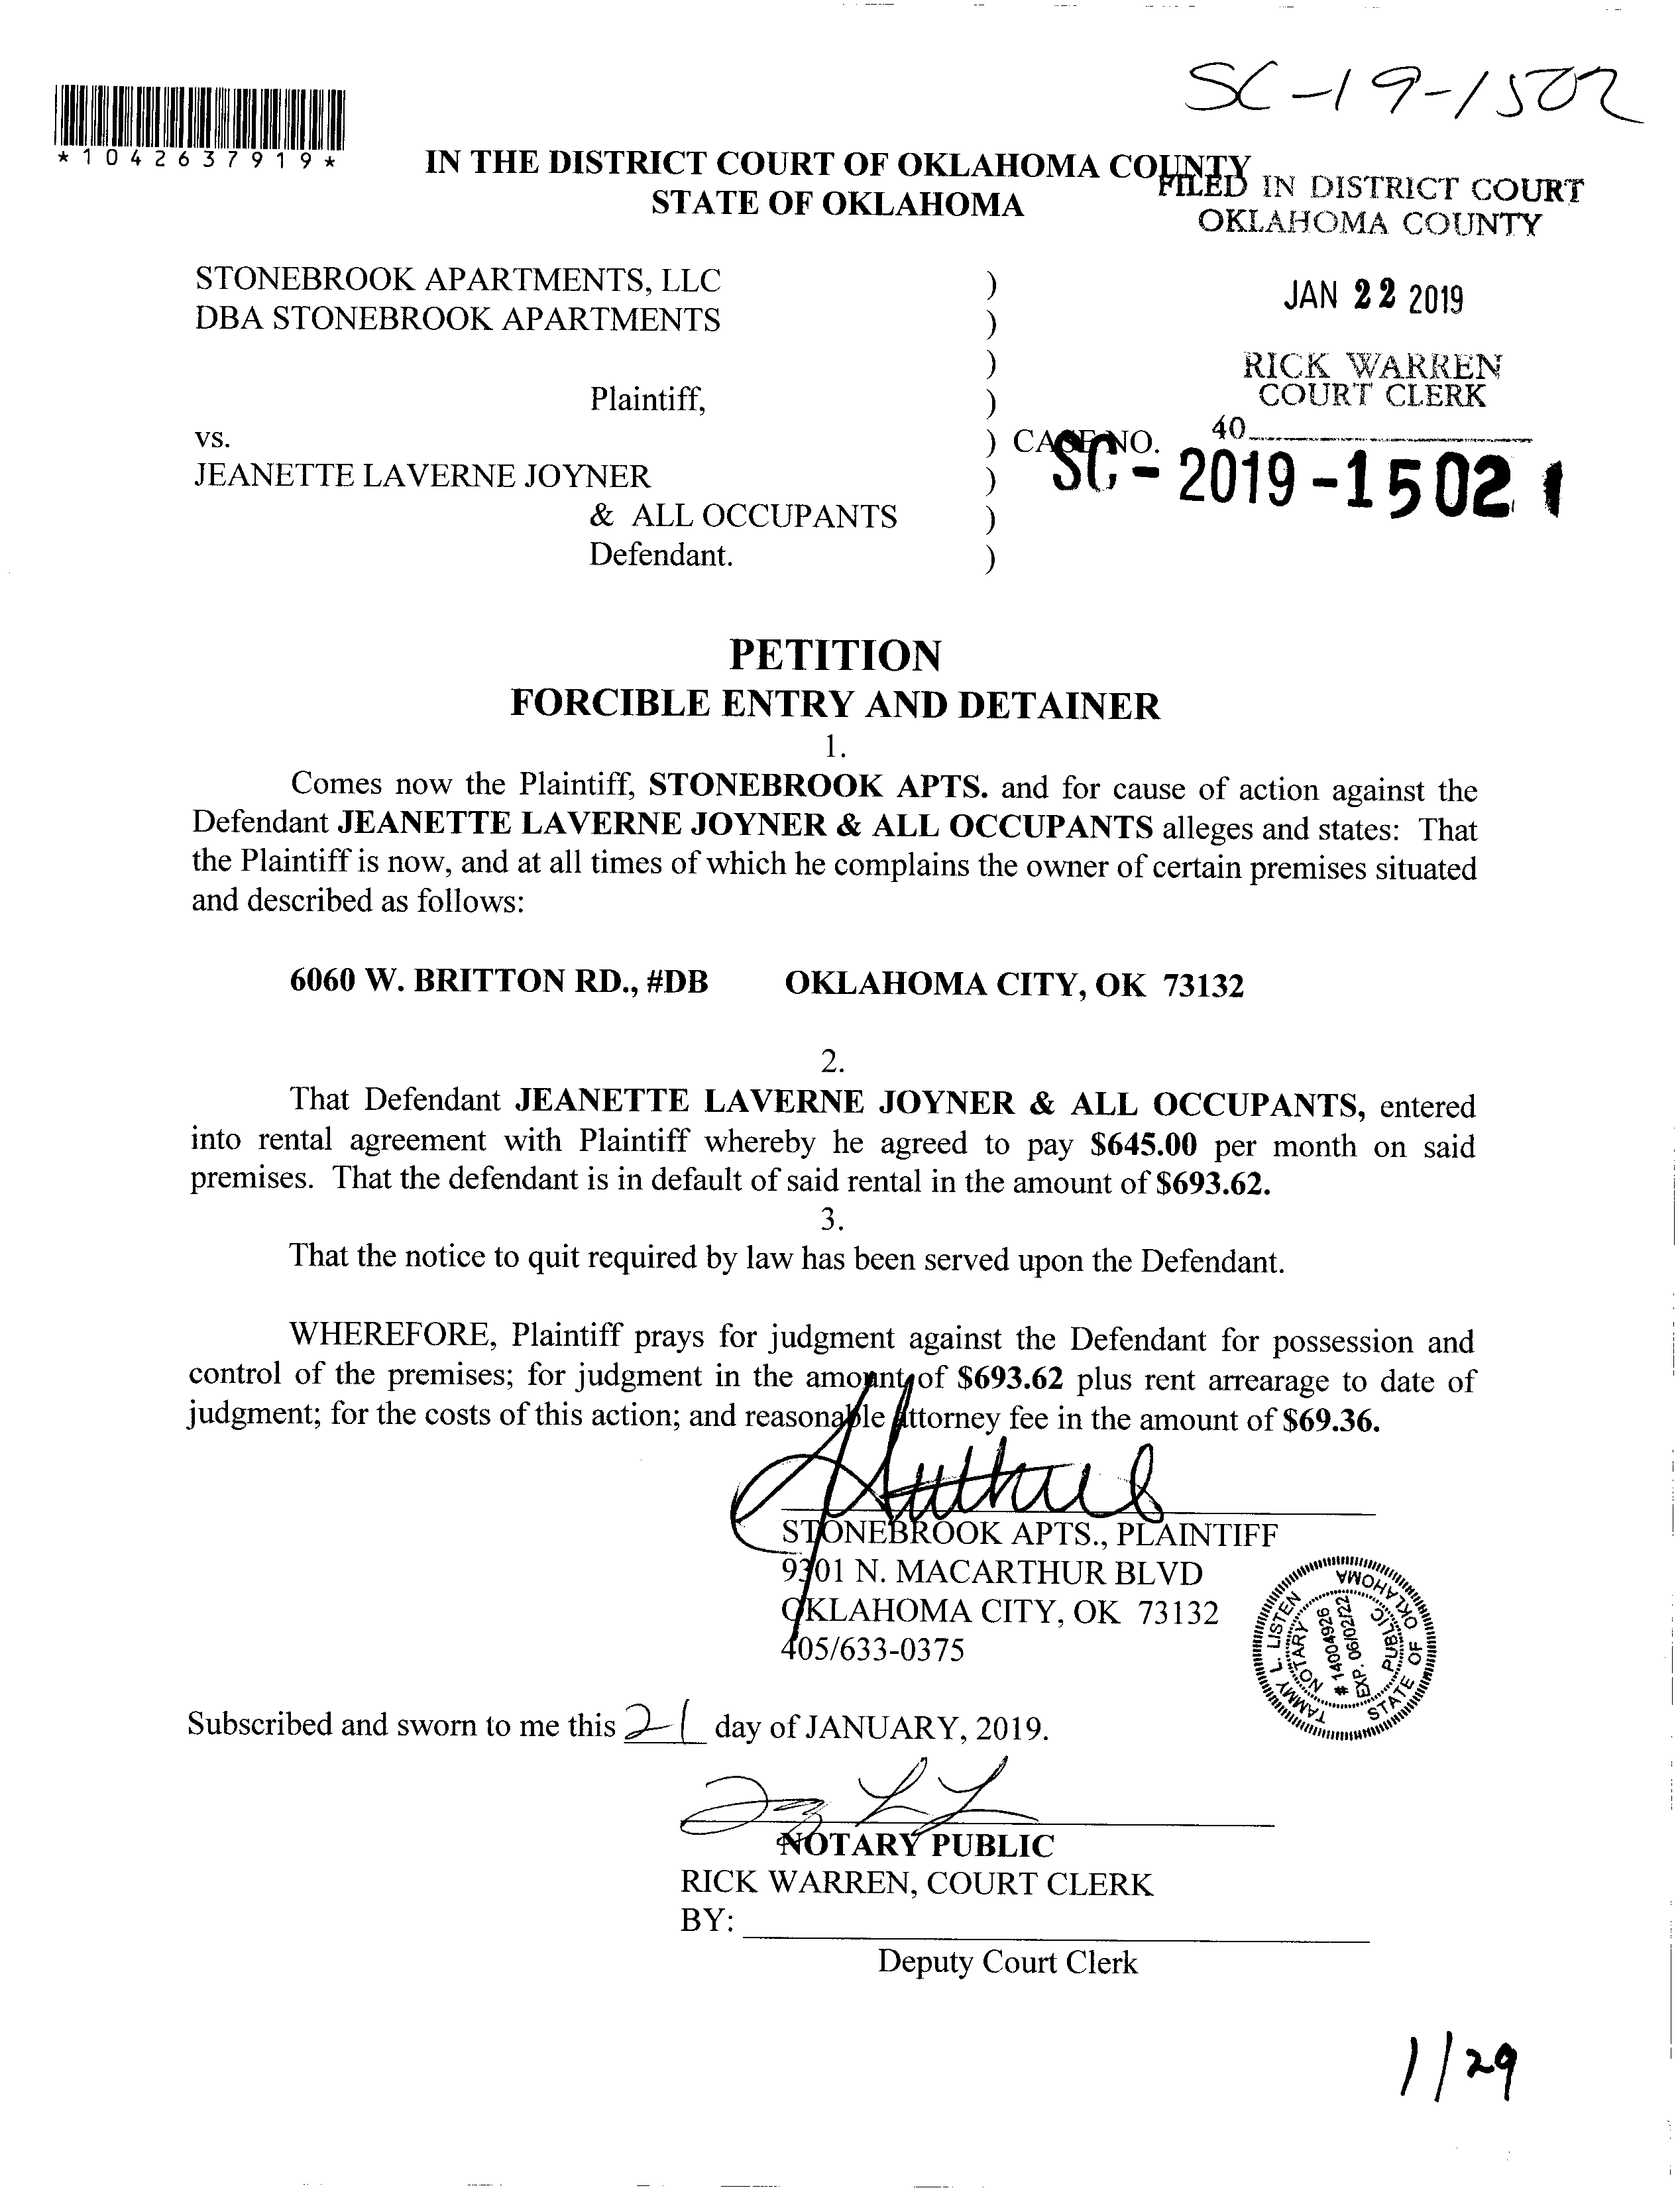 SC-19-1502
*1042637919*
IN THE DISTRICT COURT OF OKLAHOMA COUNTY
STATE OF OKLAHOMA
FILED IN DISTRICT COURT
OKLAHOMA COUNTY
JAN 22 2019
RICK WARREN
COURT CLERK
40
STONEBROOK APARTMENTS, LLC )
DBA STONEBROOK APARTMENTS )
)
Plaintiff, )
vs. ) CASE NO.
SC-2019-1502
JEANETTE LAVERNE JOYNER )
& ALL OCCUPANTS )
Defendant. )
PETITION
FORCIBLE ENTRY AND DETAINER
1.
Comes now the Plaintiff, STONEBROOK APTS. and for cause of action against the
Defendant JEANETTE LAVERNE JOYNER & ALL OCCUPANTS alleges and states: That
the Plaintiff is now, and at all times of which he complains the owner of certain premises situated
and described as follows:
6060 W. BRITTON RD., #DB OKLAHOMA CITY, OK 73132
2.
That Defendant JEANETTE LAVERNE JOYNER & ALL OCCUPANTS, entered
into rental agreement with Plaintiff whereby he agreed to pay $645.00 per month on said
premises. That the defendant is in default of said rental in the amount of $693.62.
3.
That the notice to quit required by law has been served upon the Defendant.
WHEREFORE, Plaintiff prays for judgment against the Defendant for possession and
control of the premises; for judgment in the amount of $693.62 plus rent arrearage to date of
judgment; for the costs of this action; and reasonable attorney fee in the amount of $69.36.
STONEBROOK APTS., PLAINTIFF
9301 N. MACARTHUR BLVD
OKLAHOMA CITY, OK 73132
405/633-0375
TAMMY L. LISTEN
NOTARY PUBLIC
# 14004926
EXP. 06/02/22
STATE OF OKLAHOMA
Subscribed and sworn to me this 21 day of JANUARY, 2019.
NOTARY PUBLIC
RICK WARREN, COURT CLERK
BY:
Deputy Court Clerk
1/29